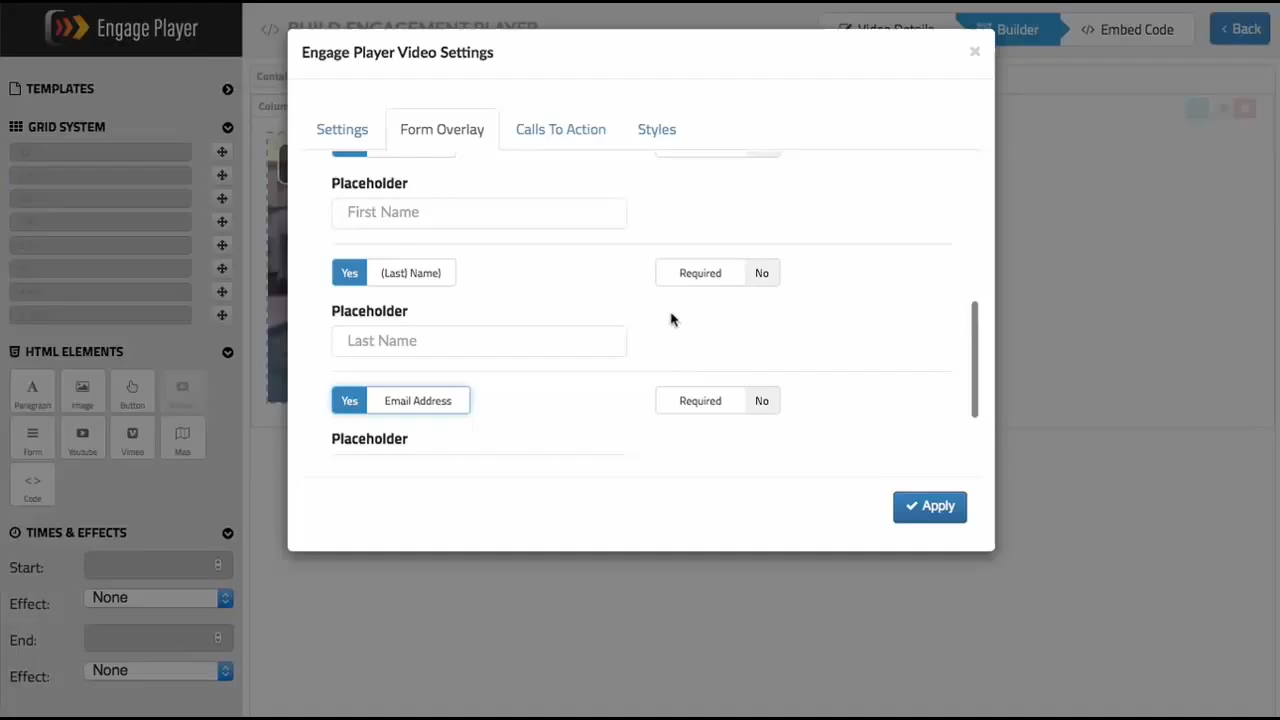 Engage Player
BUILD ENGAGEMENT PLAYER
Video Details
Builder
Embed Code
Back
TEMPLATES
GRID SYSTEM
HTML ELEMENTS
Paragraph
Image
Button
Form
Youtube
Vimeo
Map
Code
TIMES & EFFECTS
Start:
Effect:
None
End:
Effect:
None
Engage Player Video Settings
Settings
Form Overlay
Calls To Action
Styles
Placeholder
First Name
Yes
(Last) Name)
Required
No
Placeholder
Last Name
Yes
Email Address
Required
No
Placeholder
Apply